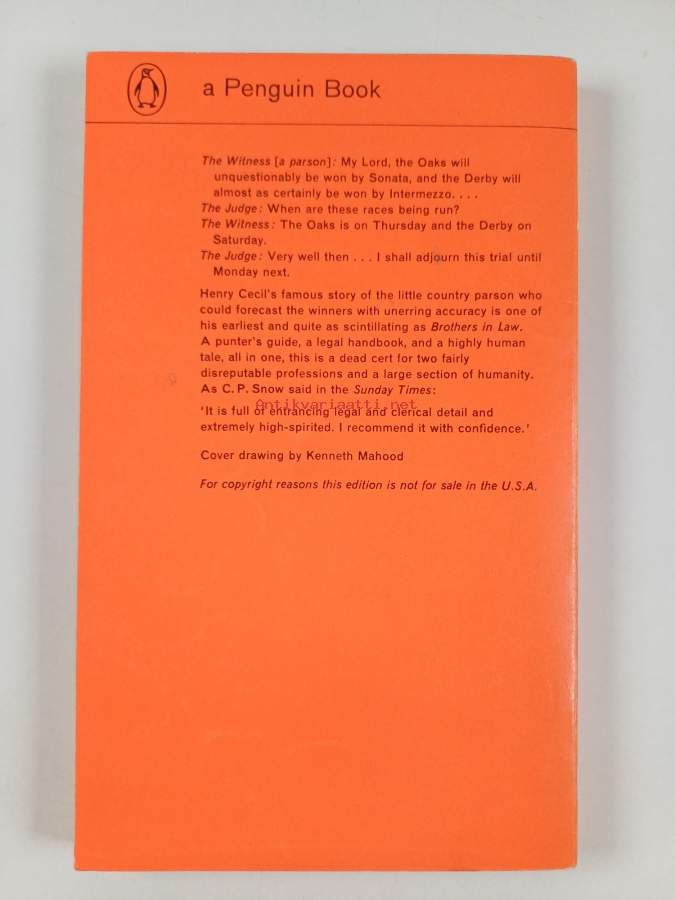 a Penguin Book
The Witness [a parson]: My Lord, the Oaks will
unquestionably be won by Sonata, and the Derby will
almost as certainly be won by Intermezzo. . . .
The Judge: When are these races being run?
The Witness: The Oaks is on Thursday and the Derby on
Saturday.
The Judge: Very well then . . . I shall adjourn this trial until
Monday next.
Henry Cecil's famous story of the little country parson who
could forecast the winners with unerring accuracy is one of
his earliest and quite as scintillating as Brothers in Law.
A punter's guide, a legal handbook, and a highly human
tale, all in one, this is a dead cert for two fairly
disreputable professions and a large section of humanity.
As C. P. Snow said in the Sunday Times:
Antikvariaatti.net
'It is full of entrancing legal and clerical detail and
extremely high-spirited. I recommend it with confidence.'
Cover drawing by Kenneth Mahood
For copyright reasons this edition is not for sale in the U.S.A.